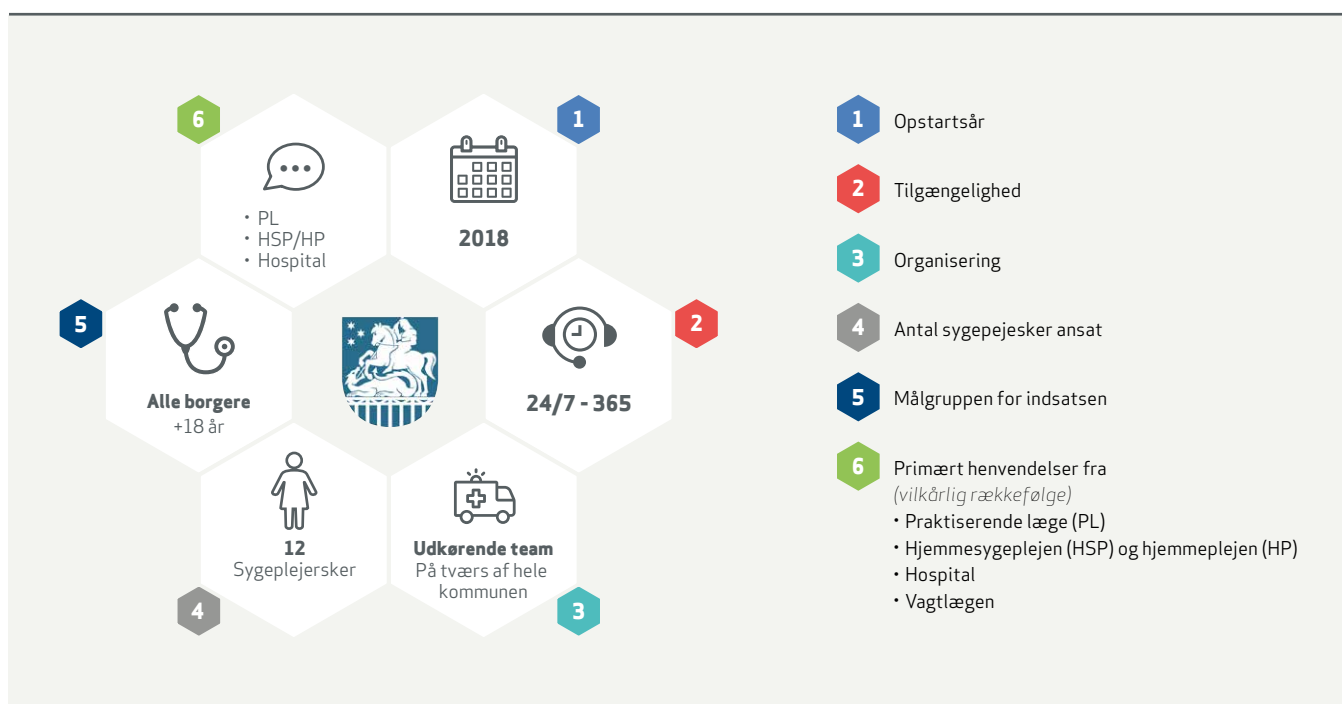 6
1
• PL
• HSP/HP
• Hospital
2018
5
2
Alle borgere
+18 år
24/7 - 365
12
Sygeplejersker
Udkørende team
På tværs af hele
kommunen
4
3
1 Opstartsår
2 Tilgængelighed
3 Organisering
4 Antal sygepejesker ansat
5 Målgruppen for indsatsen
6 Primært henvendelser fra
(vilkårlig rækkefølge)
• Praktiserende læge (PL)
• Hjemmesygeplejen (HSP) og hjemmeplejen (HP)
• Hospital
• Vagtlægen